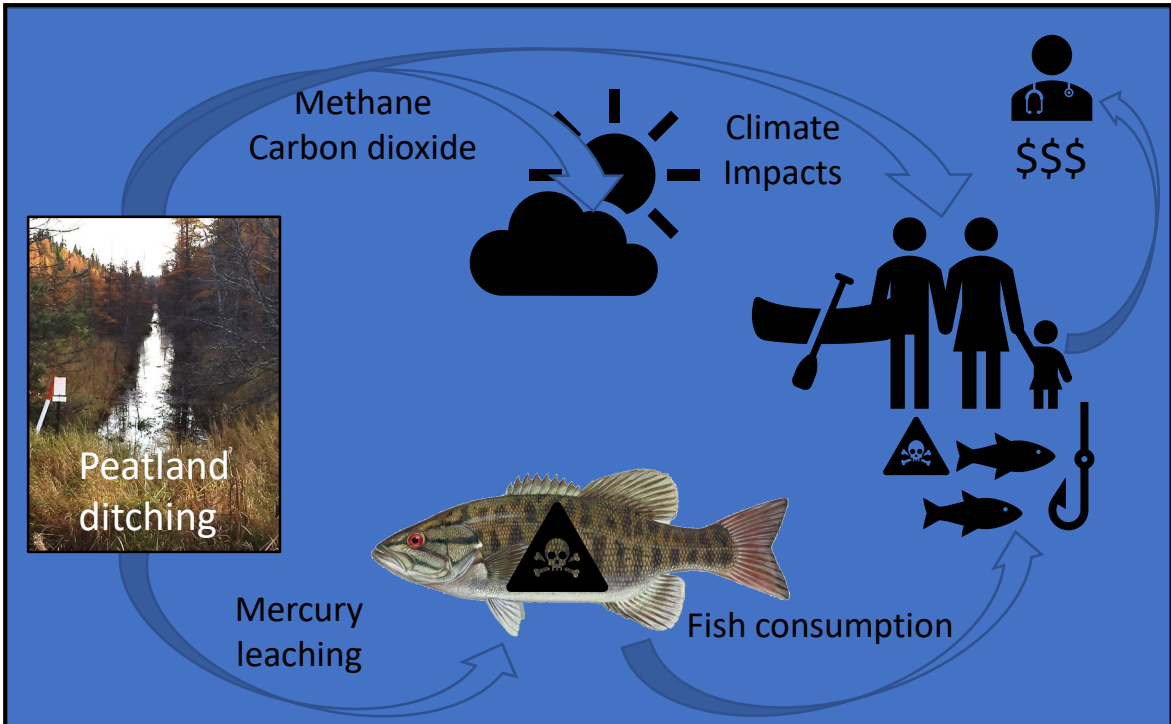 Methane
Carbon dioxide
Climate
Impacts
$$$
Peatland
ditching
Mercury
leaching
Fish consumption